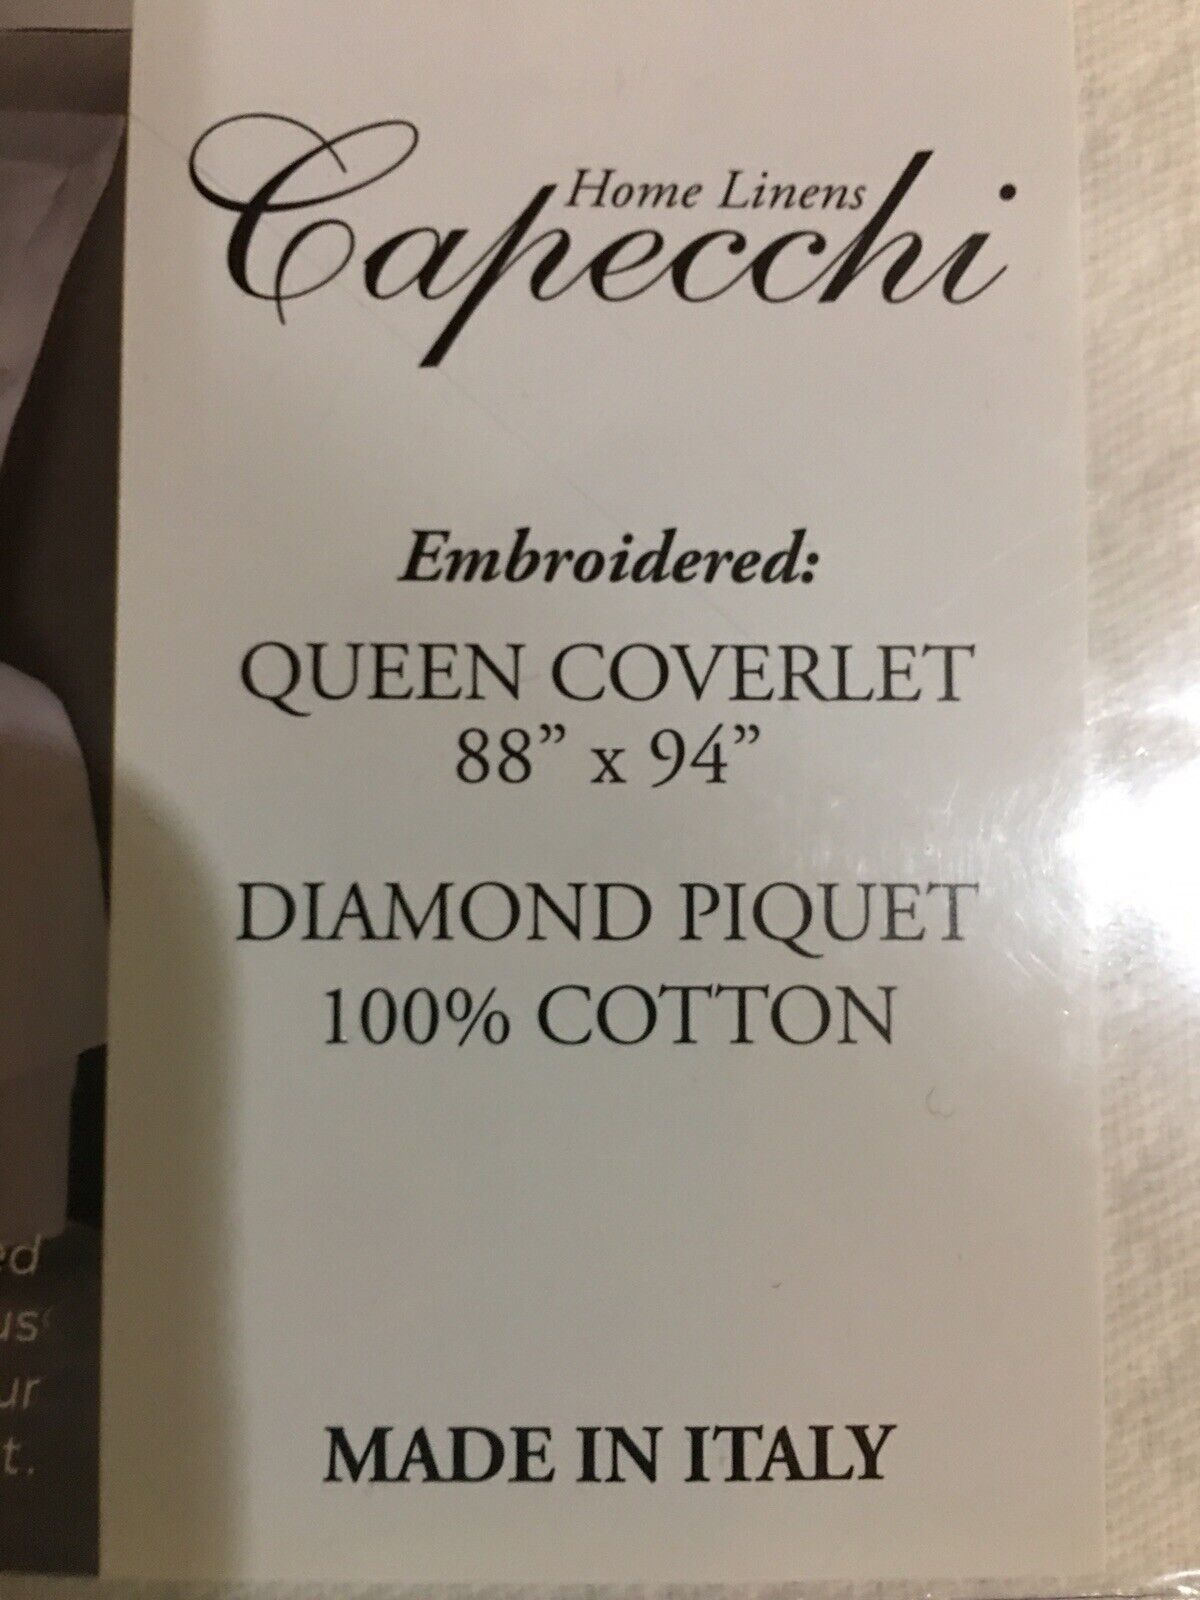 Home Linens
Capecchi
Embroidered:
QUEEN COVERLET
88” x 94”
DIAMOND PIQUET
100% COTTON
MADE IN ITALY